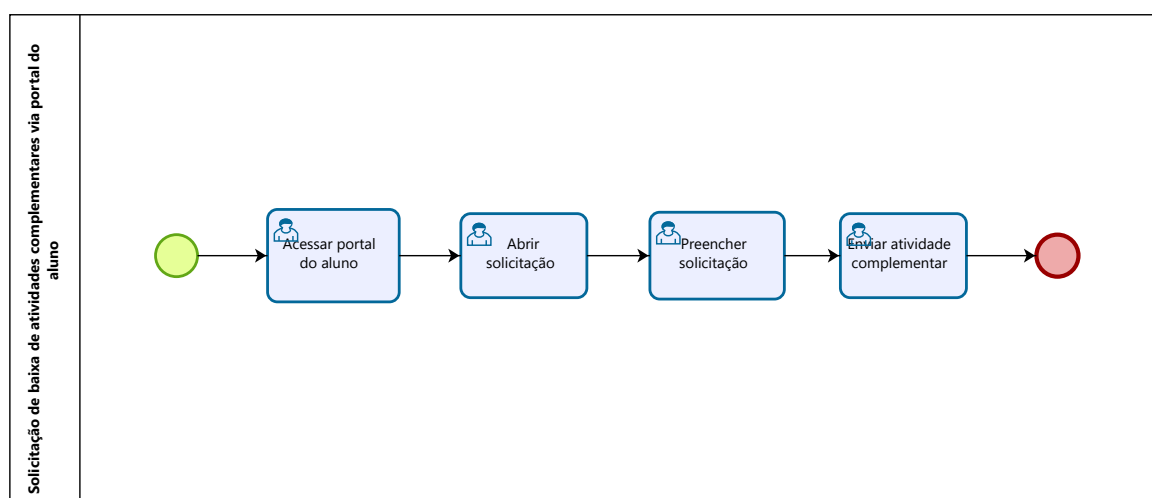 Solicitação de baixa de atividades complementares via portal do
aluno
Acessar portal
do aluno
Abrir
solicitação
Preencher
solicitação
Enviar atividade
complementar